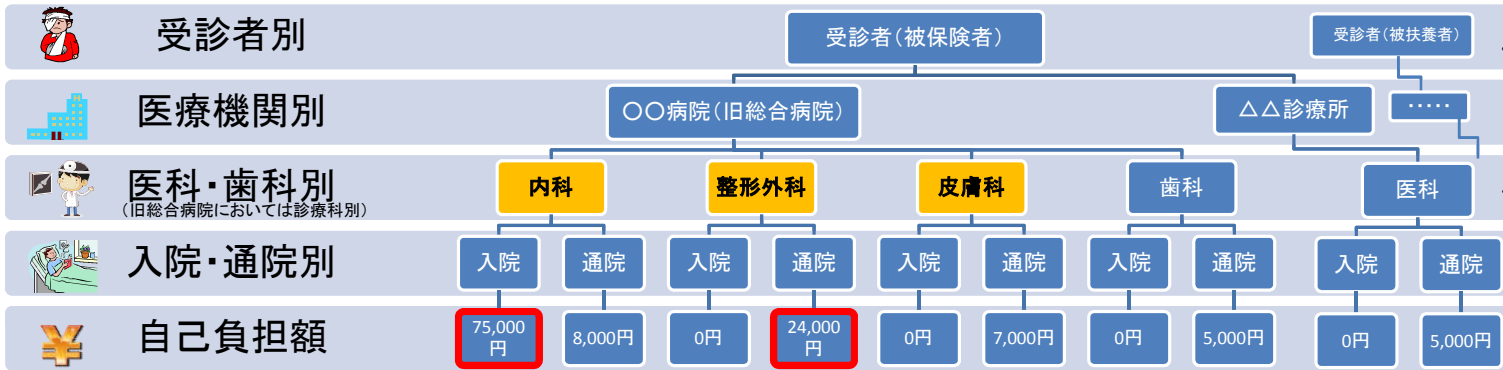 受診者別
受診者(被保険者)
受診者(被扶養者)
医療機関別
〇〇病院(旧総合病院)
△△診療所
・・・・・
医科・歯科別
(旧総合病院においては診療科別)
内科
整形外科
皮膚科
歯科
医科
入院・通院別
入院
通院
入院
通院
入院
通院
入院
通院
入院
通院
自己負担額
75,000
円
8,000円
0円
24,000
円
0円
7,000円
0円
5,000円
0円
5,000円